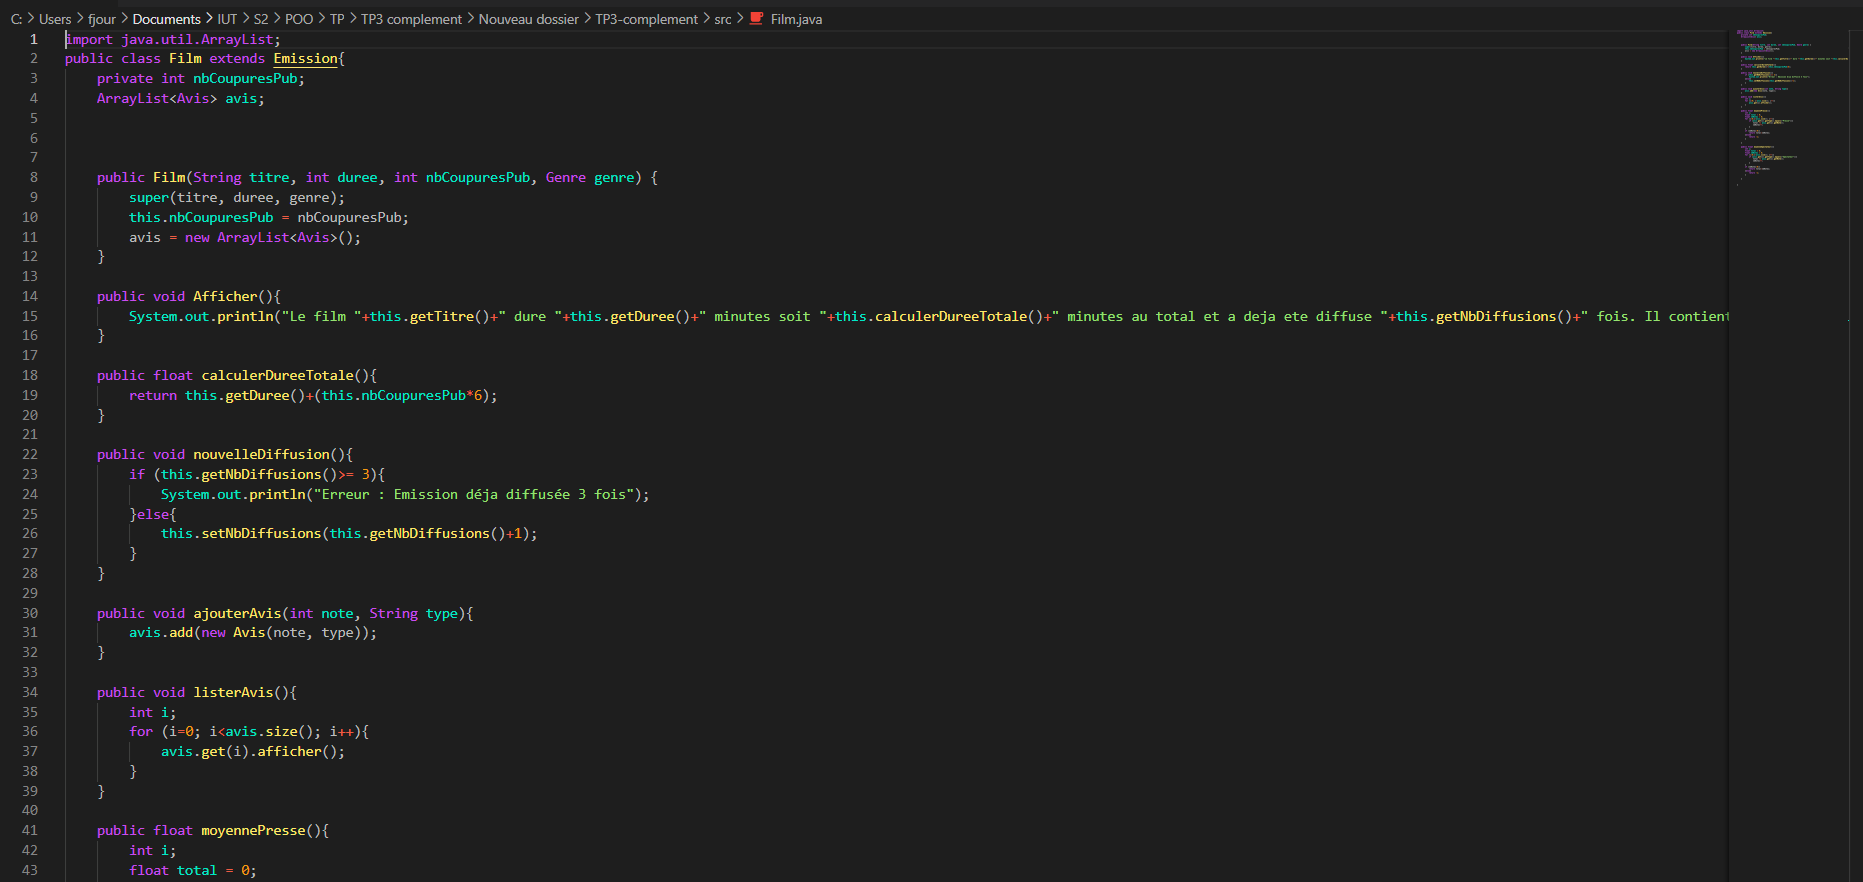 C: > Users > fjour > Documents > IUT > S2 > POO > TP > TP3 complement > Nouveau dossier > TP3-complement > src > Film.java
1 import java.util.ArrayList;
2 public class Film extends Emission{
3     private int nbCoupuresPub;
4     ArrayList<Avis> avis;
5
6
7
8     public Film(String titre, int duree, int nbCoupuresPub, Genre genre) {
9         super(titre, duree, genre);
10         this.nbCoupuresPub = nbCoupuresPub;
11         avis = new ArrayList<Avis>();
12     }
13
14     public void Afficher(){
15         System.out.println("Le film "+this.getTitre()+" dure "+this.getDuree()+" minutes soit "+this.calculerDureeTotale()+" minutes au total et a deja ete diffuse "+this.getNbDiffusions()+" fois. Il contient
16     }
17
18     public float calculerDureeTotale(){
19         return this.getDuree()+(this.nbCoupuresPub*6);
20     }
21
22     public void nouvelleDiffusion(){
23         if (this.getNbDiffusions()>= 3){
24             System.out.println("Erreur : Emission déja diffusée 3 fois");
25         }else{
26             this.setNbDiffusions(this.getNbDiffusions()+1);
27         }
28     }
29
30     public void ajouterAvis(int note, String type){
31         avis.add(new Avis(note, type));
32     }
33
34     public void listerAvis(){
35         int i;
36         for (i=0; i<avis.size(); i++){
37             avis.get(i).afficher();
38         }
39     }
40
41     public float moyennePresse(){
42         int i;
43         float total = 0;